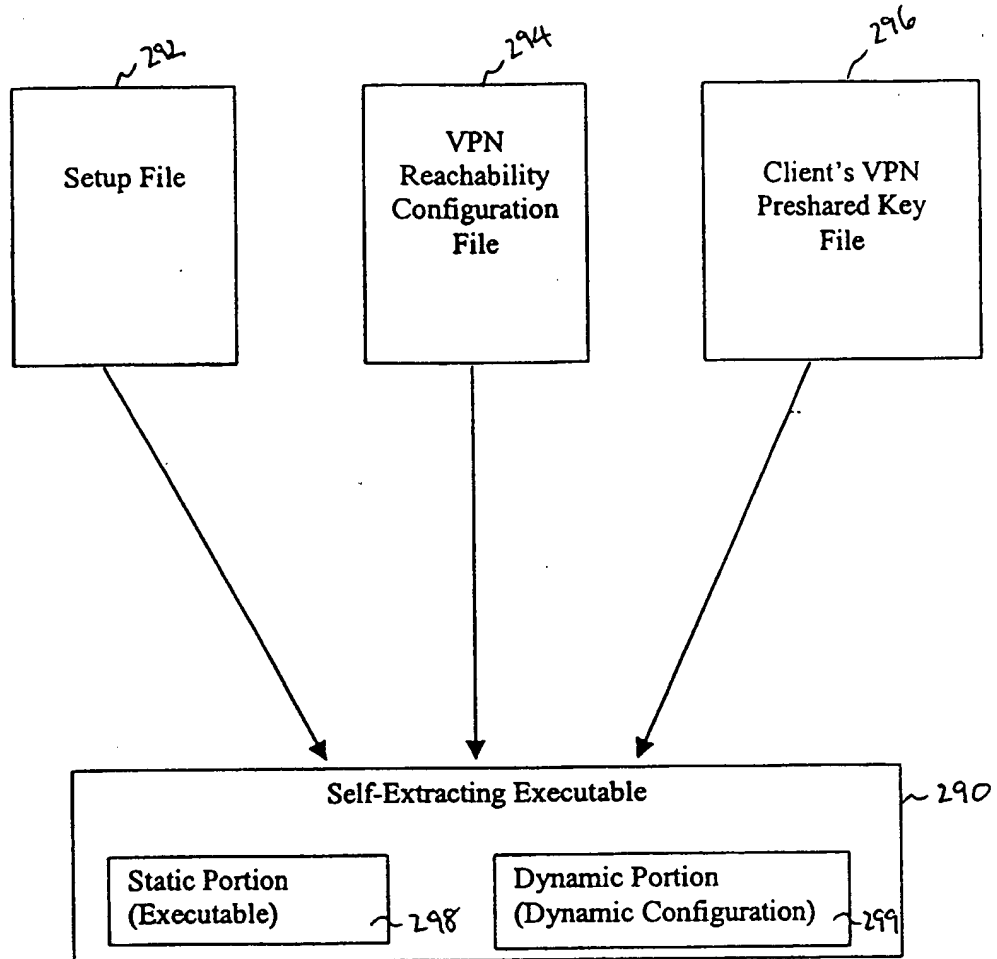 292
294
296
Setup File
VPN
Reachability
Configuration
File
Client's VPN
Preshared Key
File
Self-Extracting Executable
290
Static Portion
(Executable)
298
Dynamic Portion
(Dynamic Configuration)
299